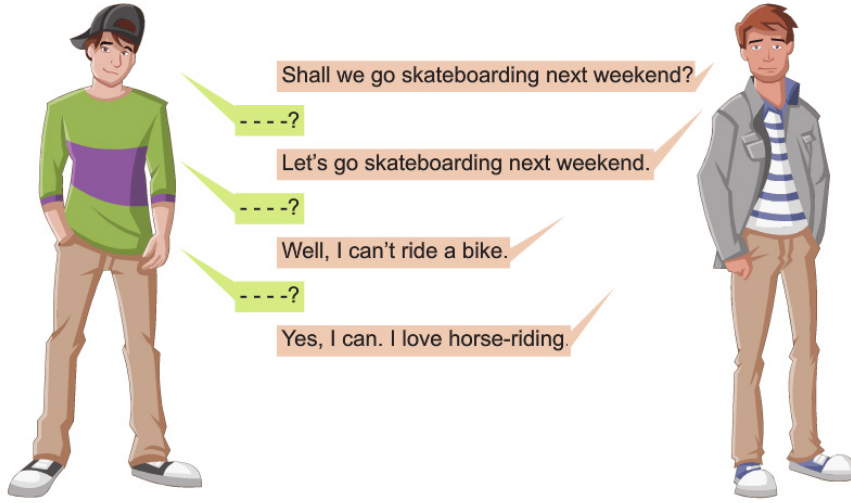 Shall we go skateboarding next weekend?
- - - -?
Let's go skateboarding next weekend.
- - - -?
Well, I can't ride a bike.
- - - -?
Yes, I can. I love horse-riding.